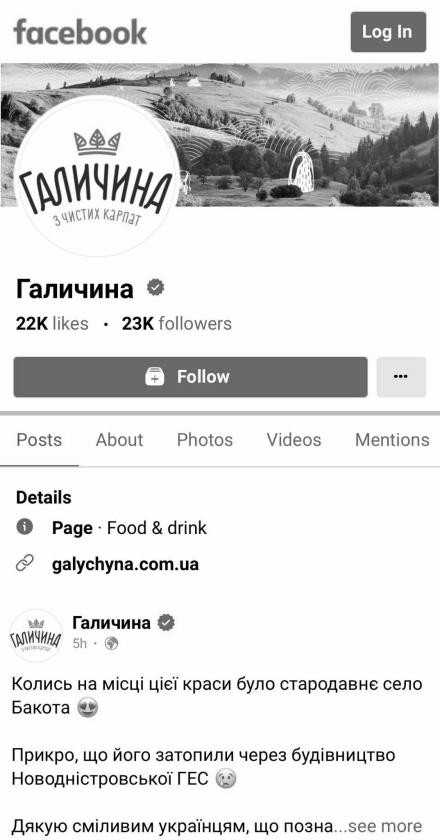 facebook
Log In
ГАЛИЧИНА
З ЧИСТИХ КАРПАТ
Галичина
22K likes • 23K followers
Follow
Posts About Photos Videos Mentions
Details
Page · Food & drink
galychyna.com.ua
ГАЛИЧИНА
Галичина
5h ·
Колись на місці цієї краси було стародавнє село
Бакота 😍
Прикро, що його затопили через будівництво
Новодністровської ГЕС 😢
Дякую сміливим українцям, що позна...see more